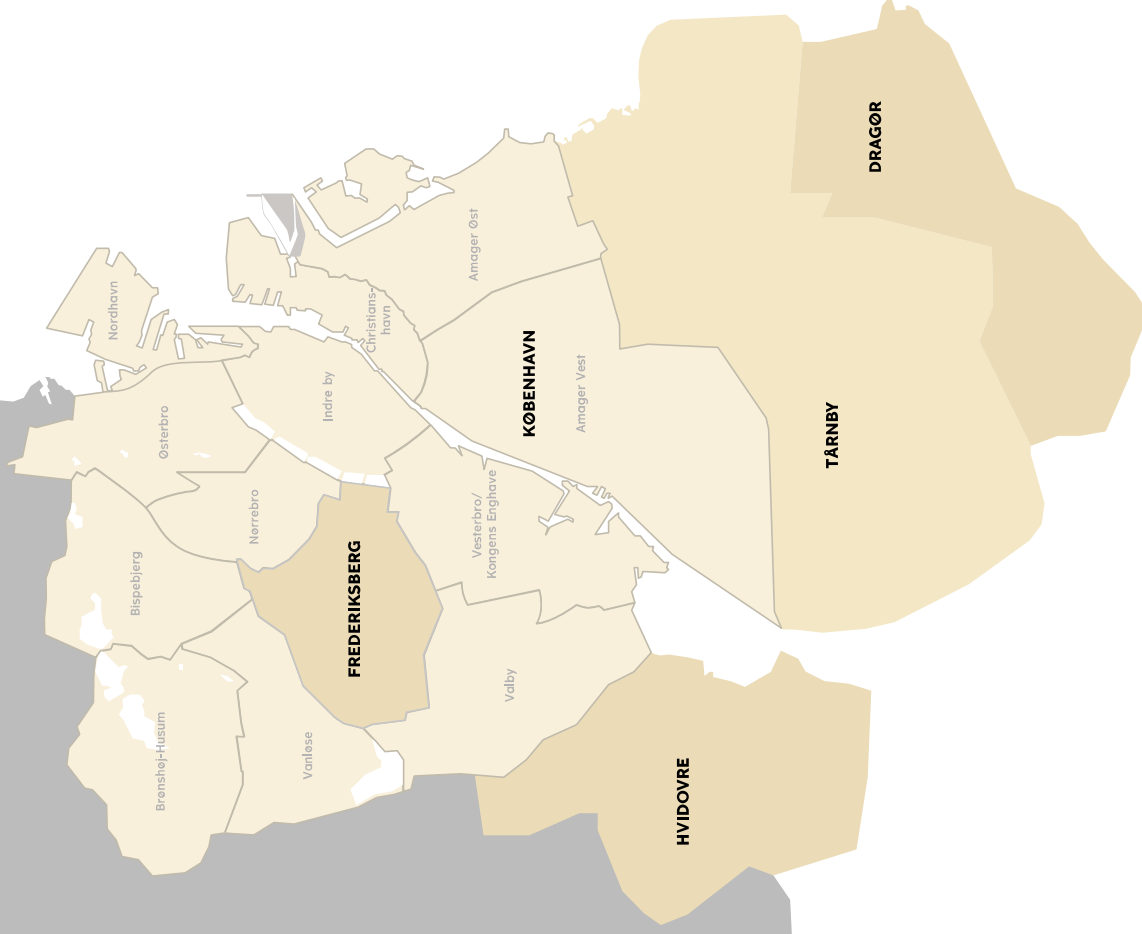 Nordhavn
Østerbro
Bispebjerg
Brønshøj-Husum
Nørrebro
Vanløse
Indre by
Christians-
havn
FREDERIKSBERG
Amager Øst
Vesterbro/
Kongens Enghave
Valby
KØBENHAVN
Amager Vest
HVIDOVRE
TÅRNBY
DRAGØR